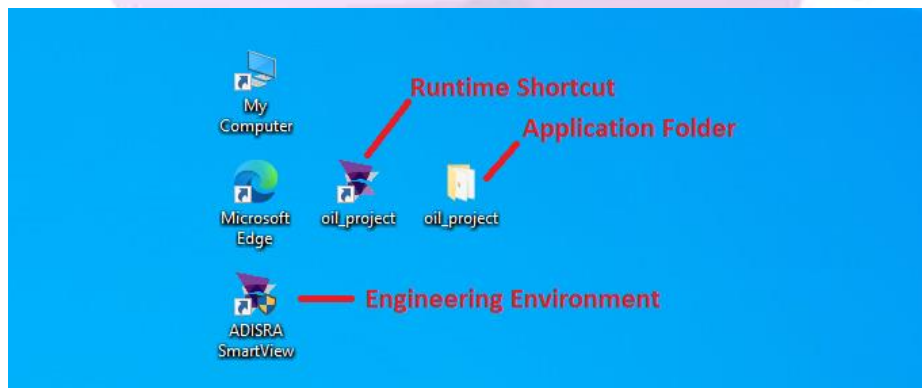 Runtime Shortcut
My
Computer
Application Folder
Microsoft
Edge
oil_project
oil_project
Engineering Environment
ADISRA
SmartView